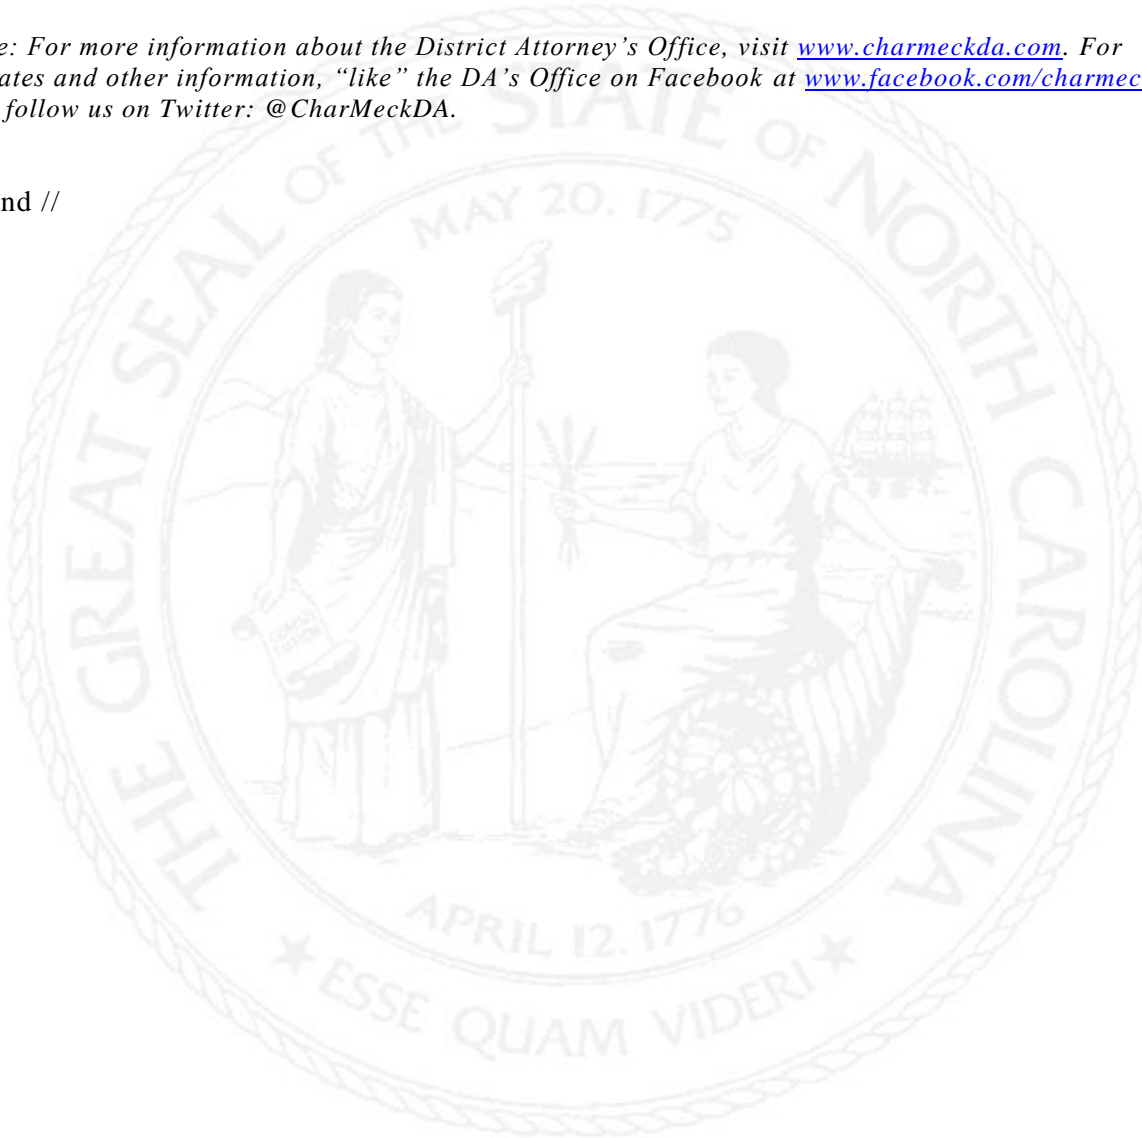 e: For more information about the District Attorney’s Office, visit www.charmeckda.com. For
ates and other information, “like” the DA’s Office on Facebook at www.facebook.com/charmec
follow us on Twitter: @CharMeckDA.
nd //
THE GREAT SEAL OF THE STATE OF NORTH CAROLINA
MAY 20, 1775
CONSTI
TUTION
APRIL 12, 1776
★ ESSE QUAM VIDERI ★